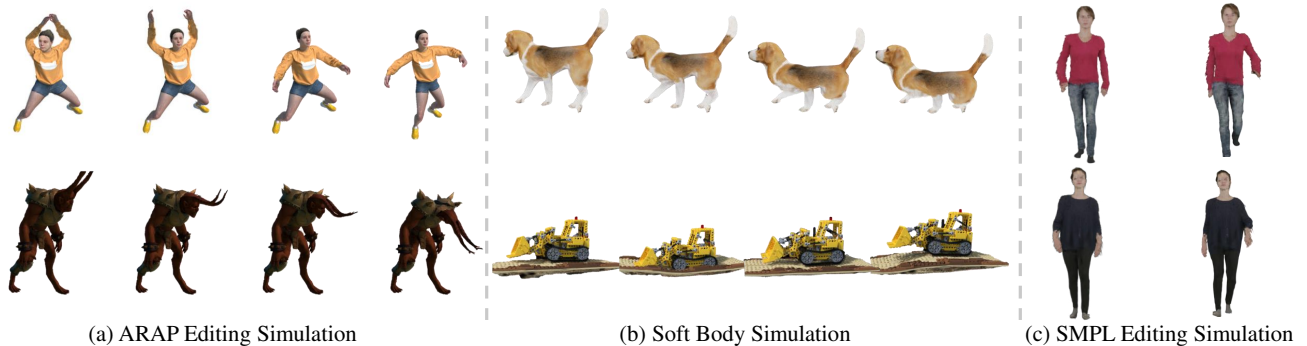 (a) ARAP Editing Simulation
(b) Soft Body Simulation
(c) SMPL Editing Simulation